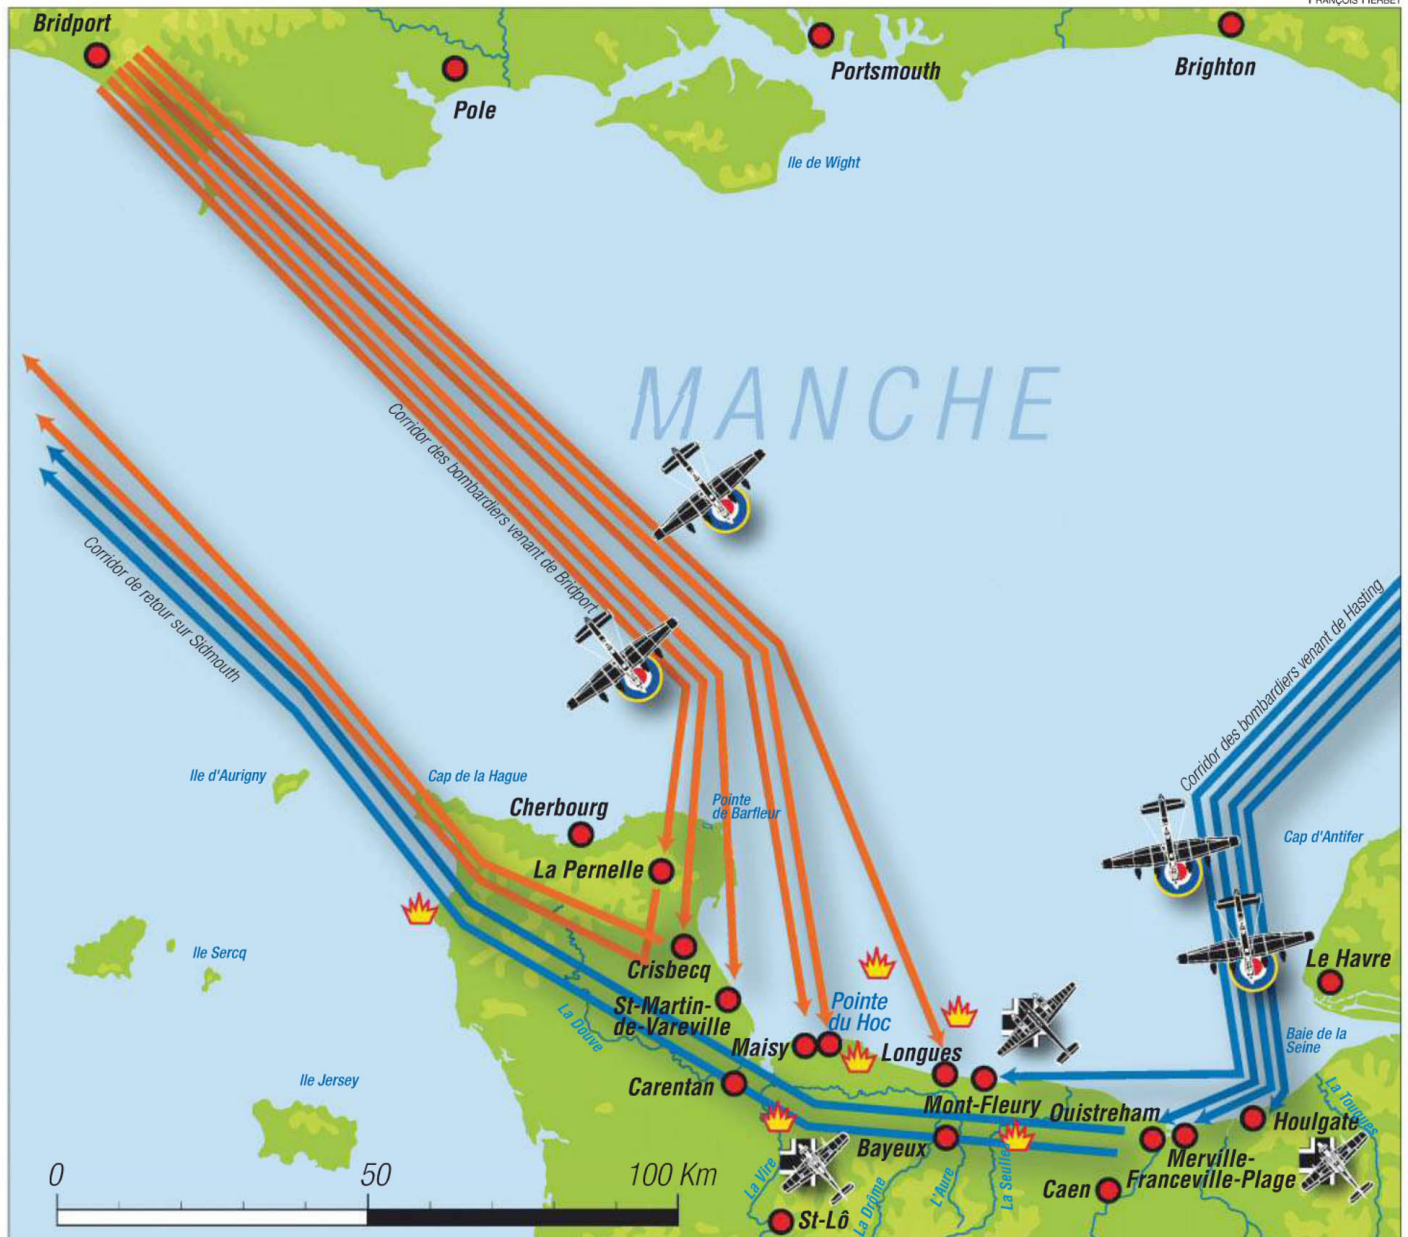 FRANÇOIS HERBET
Bridport
Pole
Portsmouth
Brighton
Ile de Wight
MANCHE
Corridor des bombardiers venant de Bridport
Corridor de retour sur Sidmouth
Corridor des bombardiers venant de Hasting
Ile d'Aurigny
Cap de la Hague
Cherbourg
Pointe
de Barfleur
La Pernelle
Cap d'Antifer
Ile Sercq
Crisbecq
Le Havre
St-Martin-
de-Vareville
Pointe
du Hoc
La Douve
Maisy
Longues
Baie de la
Seine
Ile Jersey
Carentan
Mont-Fleury
Ouistreham
Houlgate
La Touques
Bayeux
Merville-
Franceville-Plage
La Vire
La Drôme
L'Aure
La Seulles
Caen
St-Lô
0
50
100 Km